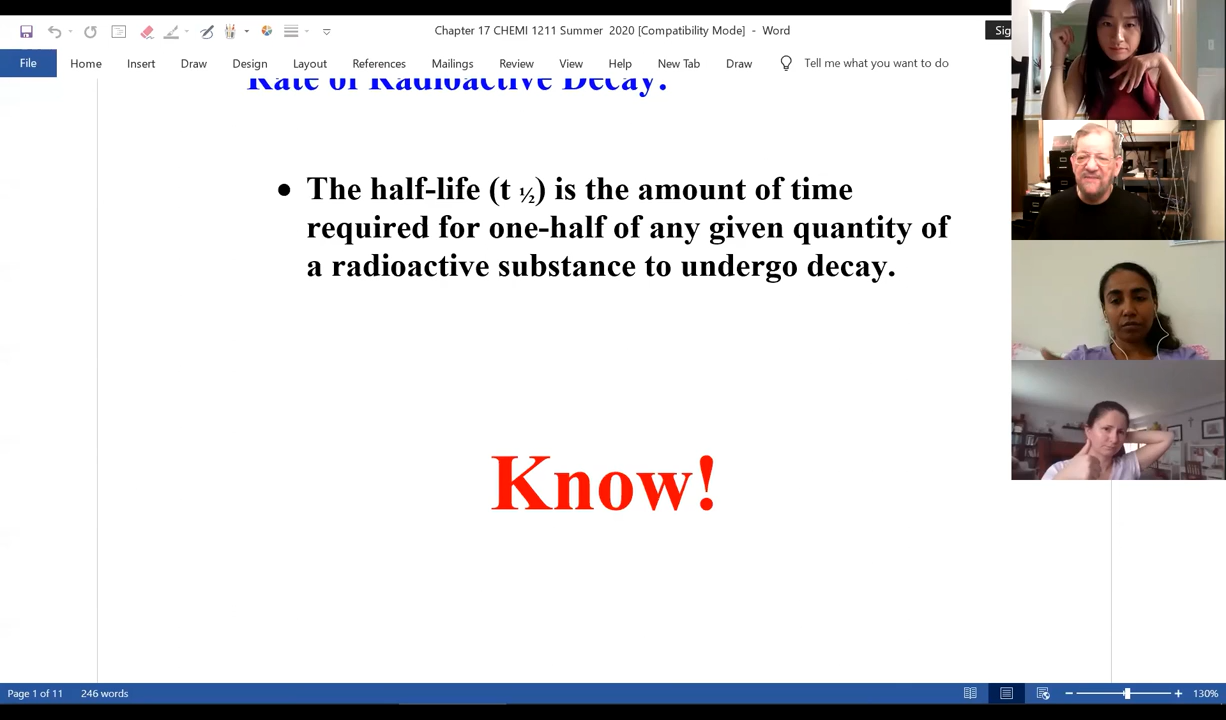 Chapter 17 CHEMI 1211 Summer 2020 [Compatibility Mode] - Word
Sig
File Home Insert Draw Design Layout References Mailings Review View Help New Tab Draw Tell me what you want to do
Rate of Radioactive Decay:
• The half-life (t ½) is the amount of time
required for one-half of any given quantity of
a radioactive substance to undergo decay.
Know!
Page 1 of 11 246 words 130%